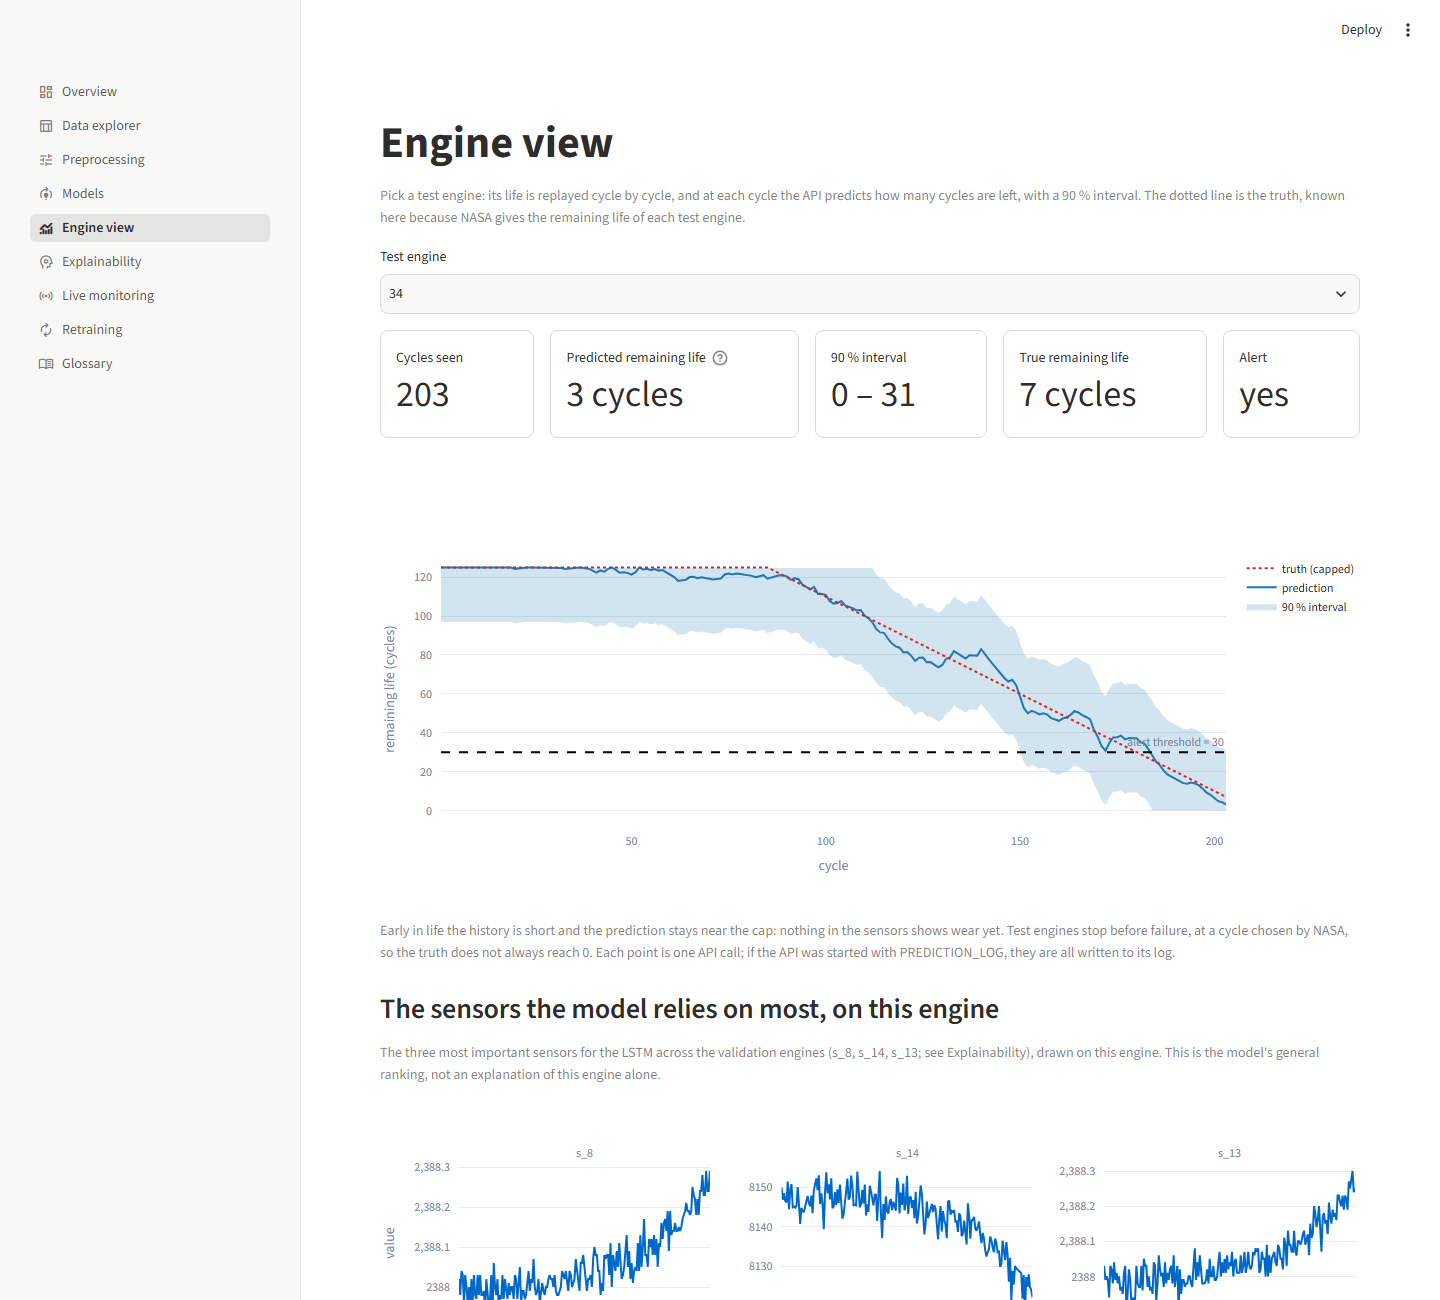 Deploy
Overview
Data explorer
Preprocessing
Models
Engine view
Explainability
Live monitoring
Retraining
Glossary
Engine view
Pick a test engine: its life is replayed cycle by cycle, and at each cycle the API predicts how many cycles are left, with a 90 % interval. The dotted line is the truth, known
here because NASA gives the remaining life of each test engine.
Test engine
34
Cycles seen
203
Predicted remaining life
3 cycles
90 % interval
0 – 31
True remaining life
7 cycles
Alert
yes
truth (capped)
prediction
90 % interval
remaining life (cycles)
120
100
80
60
40
20
0
alert threshold = 30
50
100
150
200
cycle
Early in life the history is short and the prediction stays near the cap: nothing in the sensors shows wear yet. Test engines stop before failure, at a cycle chosen by NASA,
so the truth does not always reach 0. Each point is one API call; if the API was started with PREDICTION_LOG, they are all written to its log.
The sensors the model relies on most, on this engine
The three most important sensors for the LSTM across the validation engines (s_8, s_14, s_13; see Explainability), drawn on this engine. This is the model's general
ranking, not an explanation of this engine alone.
s_8
value
2,388.3
2,388.2
2,388.1
2388
s_14
8150
8140
8130
s_13
2,388.3
2,388.2
2,388.1
2388